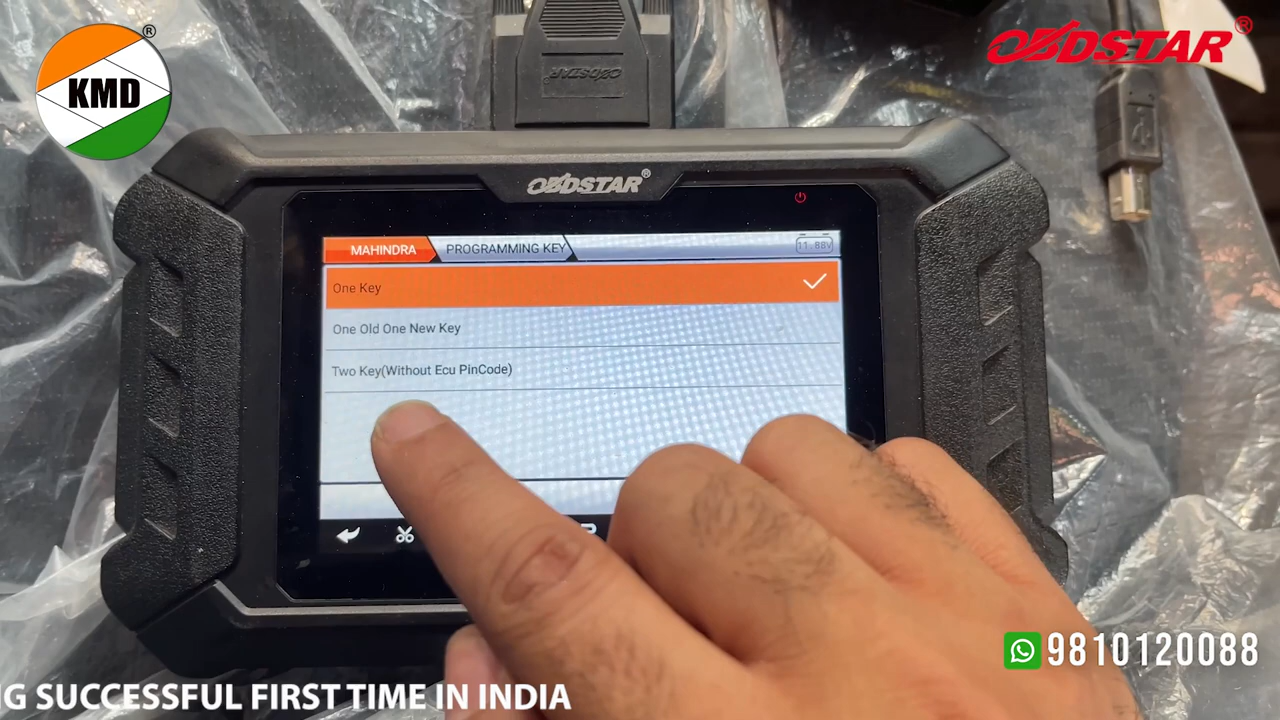 KMD
®
OBDSTAR®
OBDSTAR
OBDSTAR®
MAHINDRA PROGRAMMING KEY 11.88V
One Key
One Old One New Key
Two Key(Without Ecu PinCode)
9810120088
G SUCCESSFUL FIRST TIME IN INDIA